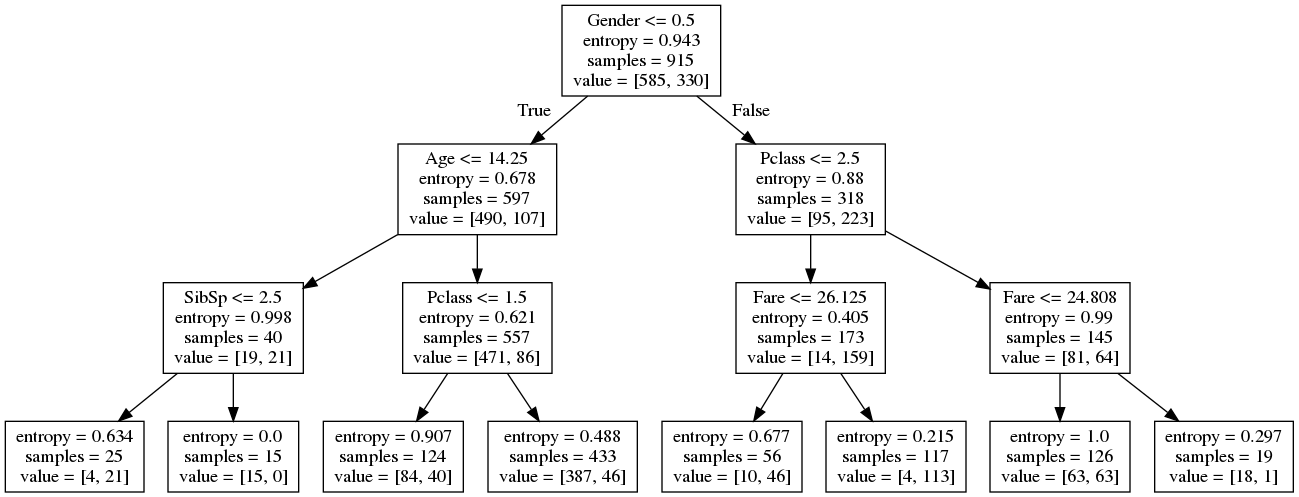 Gender <= 0.5
entropy = 0.943
samples = 915
value = [585, 330]
True
False
Age <= 14.25
entropy = 0.678
samples = 597
value = [490, 107]
Pclass <= 2.5
entropy = 0.88
samples = 318
value = [95, 223]
SibSp <= 2.5
entropy = 0.998
samples = 40
value = [19, 21]
Pclass <= 1.5
entropy = 0.621
samples = 557
value = [471, 86]
Fare <= 26.125
entropy = 0.405
samples = 173
value = [14, 159]
Fare <= 24.808
entropy = 0.99
samples = 145
value = [81, 64]
entropy = 0.634
samples = 25
value = [4, 21]
entropy = 0.0
samples = 15
value = [15, 0]
entropy = 0.907
samples = 124
value = [84, 40]
entropy = 0.488
samples = 433
value = [387, 46]
entropy = 0.677
samples = 56
value = [10, 46]
entropy = 0.215
samples = 117
value = [4, 113]
entropy = 1.0
samples = 126
value = [63, 63]
entropy = 0.297
samples = 19
value = [18, 1]